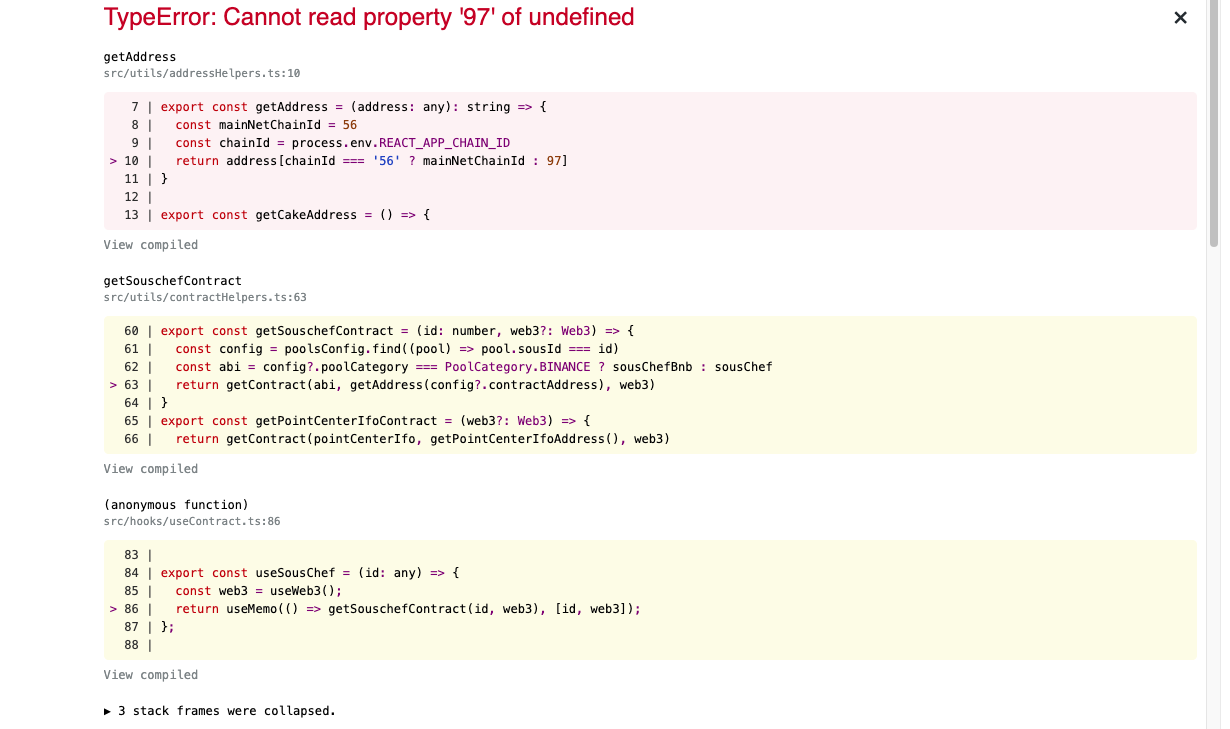 TypeError: Cannot read property '97' of undefined
×
getAddress
src/utils/addressHelpers.ts:10
7 | export const getAddress = (address: any): string => {
8 |   const mainNetChainId = 56
9 |   const chainId = process.env.REACT_APP_CHAIN_ID
> 10 |   return address[chainId === '56' ? mainNetChainId : 97]
11 | }
12 |
13 | export const getCakeAddress = () => {
View compiled
getSouschefContract
src/utils/contractHelpers.ts:63
60 | export const getSouschefContract = (id: number, web3?: Web3) => {
61 |   const config = poolsConfig.find((pool) => pool.sousId === id)
62 |   const abi = config?.poolCategory === PoolCategory.BINANCE ? sousChefBnb : sousChef
> 63 |   return getContract(abi, getAddress(config?.contractAddress), web3)
64 | }
65 | export const getPointCenterIfoContract = (web3?: Web3) => {
66 |   return getContract(pointCenterIfo, getPointCenterIfoAddress(), web3)
View compiled
(anonymous function)
src/hooks/useContract.ts:86
83 |
84 | export const useSousChef = (id: any) => {
85 |   const web3 = useWeb3();
> 86 |   return useMemo(() => getSouschefContract(id, web3), [id, web3]);
87 | };
88 |
View compiled
▶ 3 stack frames were collapsed.